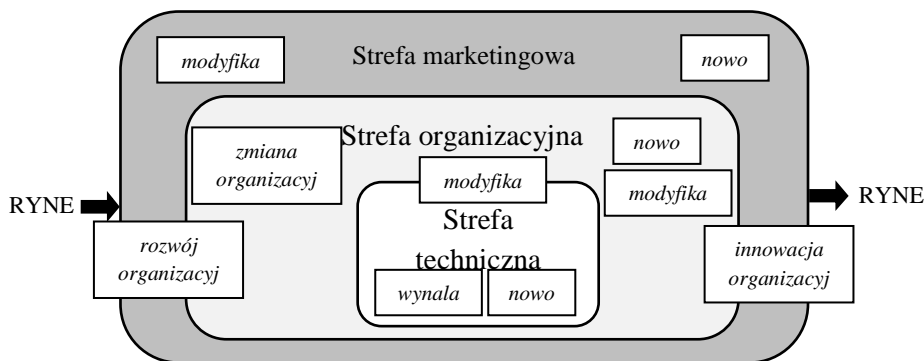 modyfika
Strefa marketingowa
nowo
zmiana
organizacyj
Strefa organizacyjna
nowo
modyfika
modyfika
RYNE
RYNE
Strefa
techniczna
rozwój
organizacyj
innowacja
organizacyj
wynala
nowo